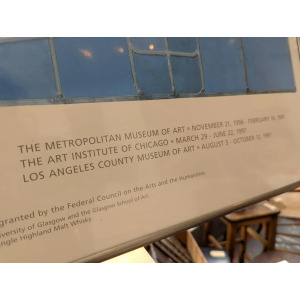 THE METROPOLITAN MUSEUM OF ART • NOVEMBER 21, 1996 - FEBRUARY 16, 1997
THE ART INSTITUTE OF CHICAGO • MARCH 29 - JUNE 22, 1997
LOS ANGELES COUNTY MUSEUM OF ART • AUGUST 3 - OCTOBER 12, 1997
granted by the Federal Council on the Arts and the Humanities.
versity of Glasgow and the Glasgow School of Art.
ingle Highland Malt Whisky